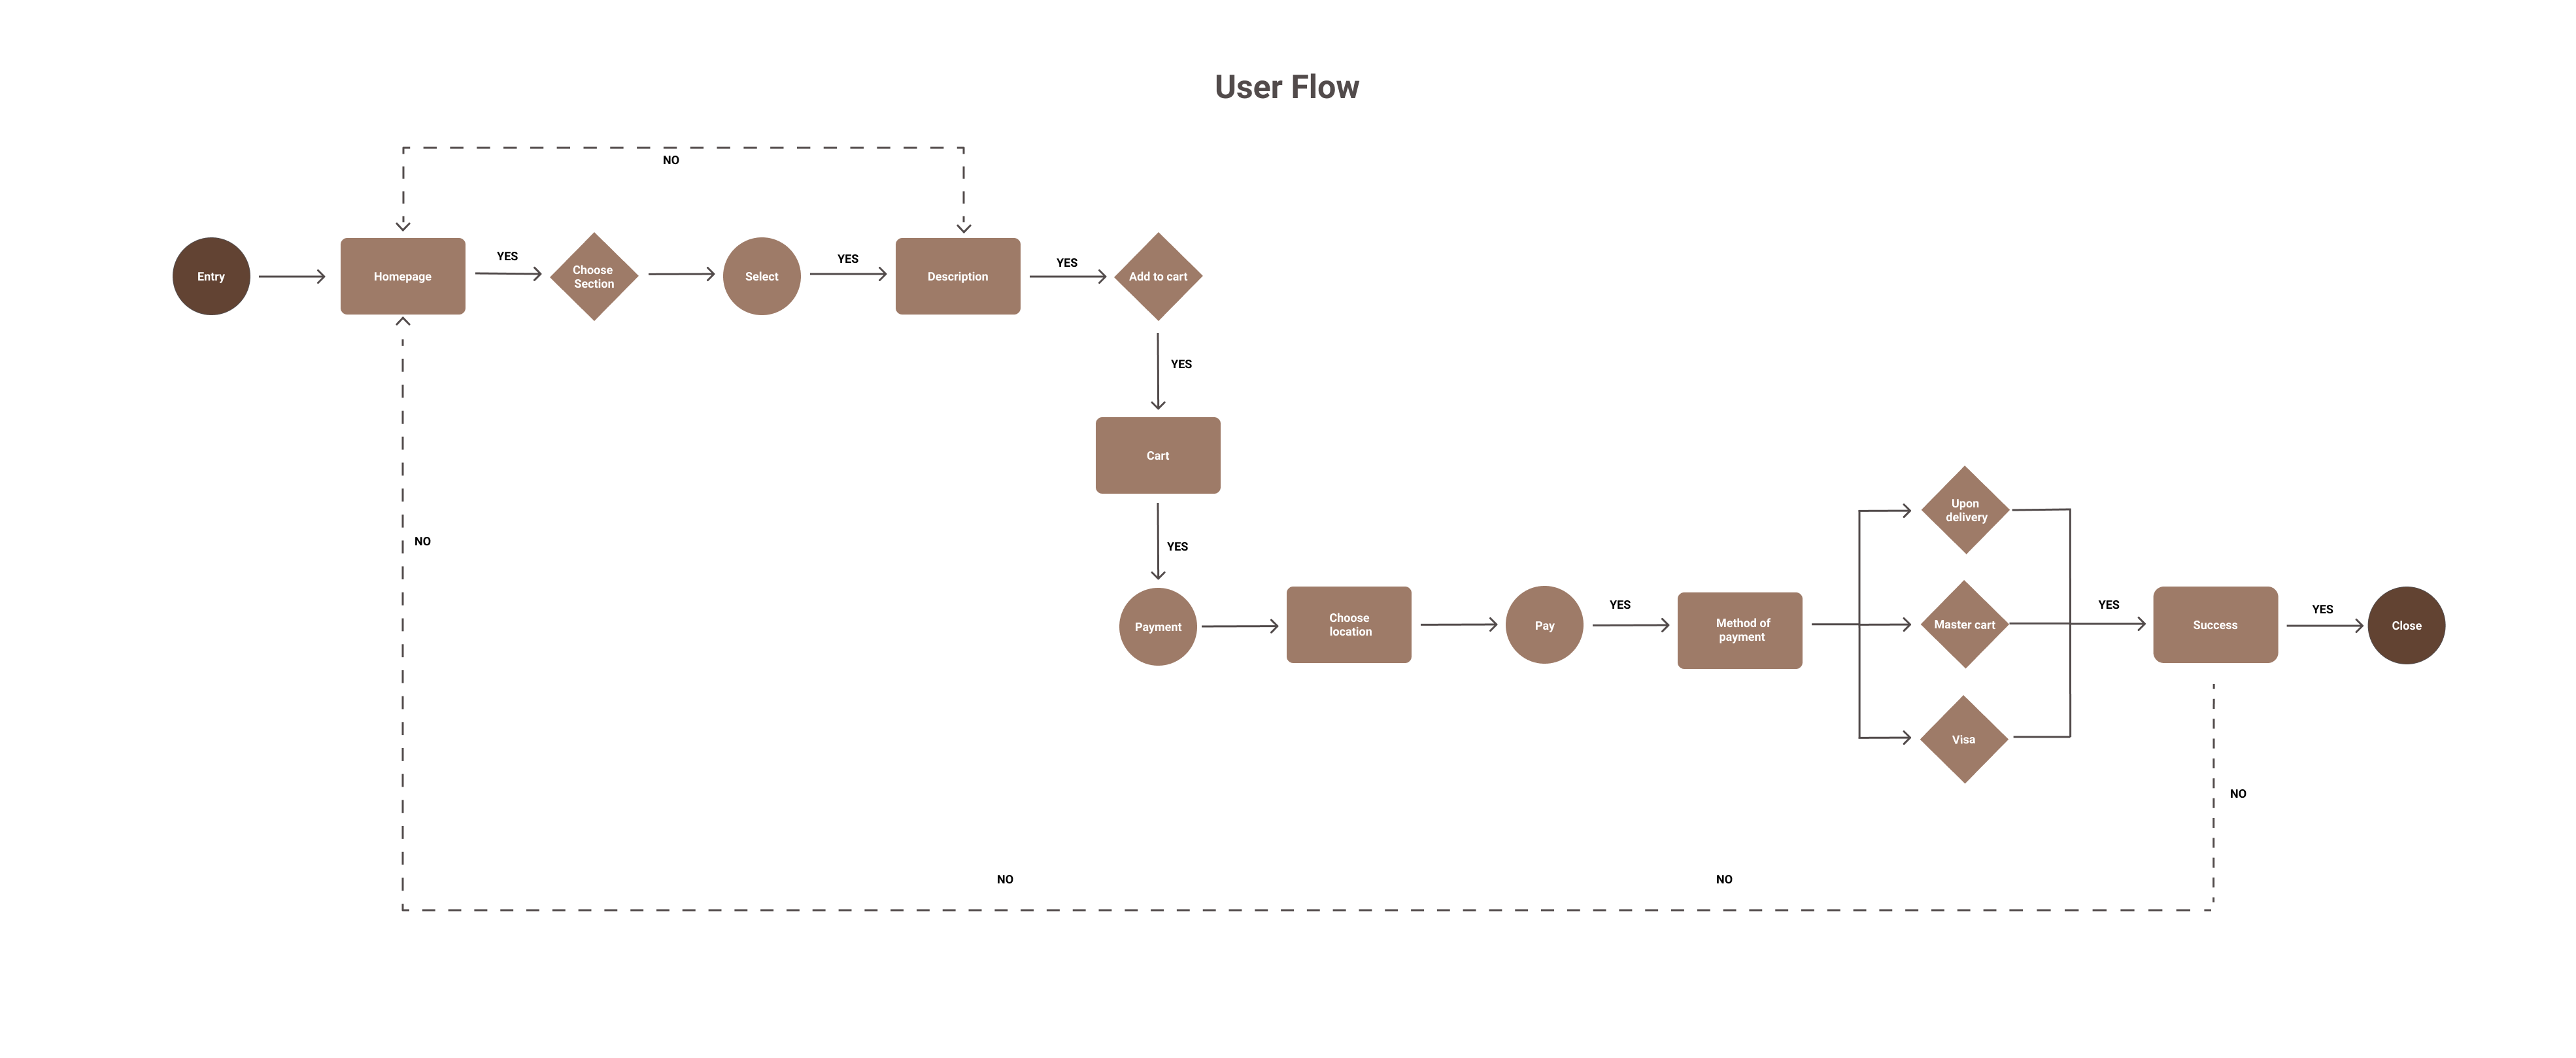 User Flow
NO
Entry
Homepage
YES
Choose
Section
Select
YES
Description
YES
Add to cart
YES
Cart
YES
Payment
Choose
location
Pay
YES
Method of
payment
Upon
delivery
Master cart
Visa
YES
Success
YES
Close
NO
NO
NO
NO